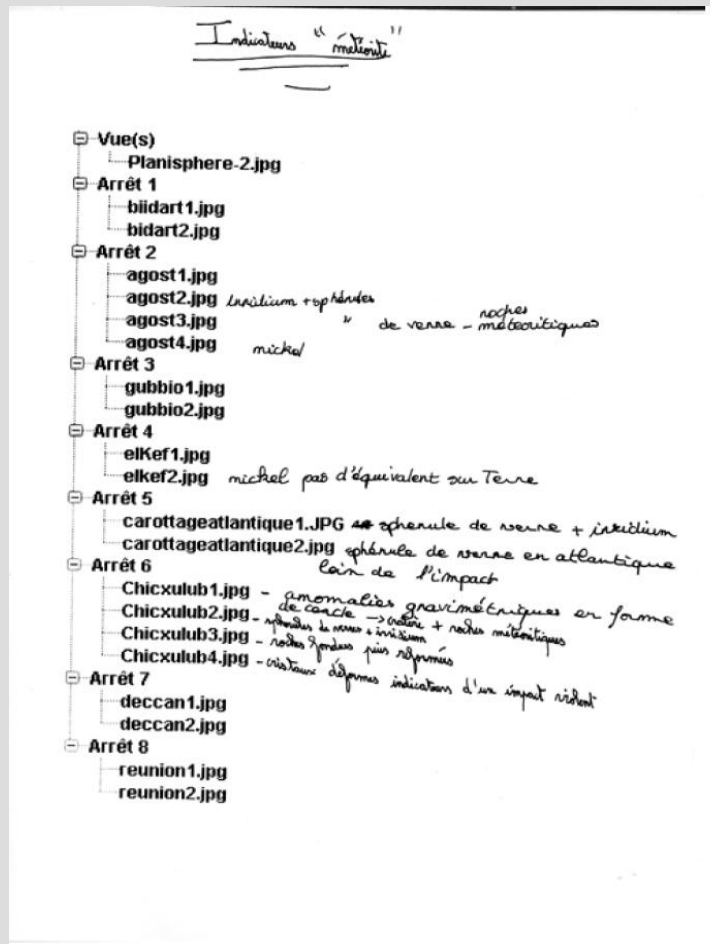 Indicateurs "météorite"
Vue(s)
Planisphere-2.jpg
Arrêt 1
biidart1.jpg
bidart2.jpg
Arrêt 2
agost1.jpg
agost2.jpg Inridium + sphérules
agost3.jpg " de verre - roches météoritiques
agost4.jpg nickel
Arrêt 3
gubbio1.jpg
gubbio2.jpg
Arrêt 4
elKef1.jpg
elkef2.jpg nickel pas d'équivalent sur Terre
Arrêt 5
carottageatlantique1.JPG spherule de verre + inridium
carottageatlantique2.jpg sphérule de verre en atlantique
loin de l'impact
Arrêt 6
Chicxulub1.jpg - anomalies gravimétriques en forme
Chicxulub2.jpg de cercle → cratère + roches météoritiques
Chicxulub3.jpg - sphérules de verres + irridium
- roches fondues puis reformées
Chicxulub4.jpg - cristaux déformés indicateurs d'un impact violent
Arrêt 7
deccan1.jpg
deccan2.jpg
Arrêt 8
reunion1.jpg
reunion2.jpg